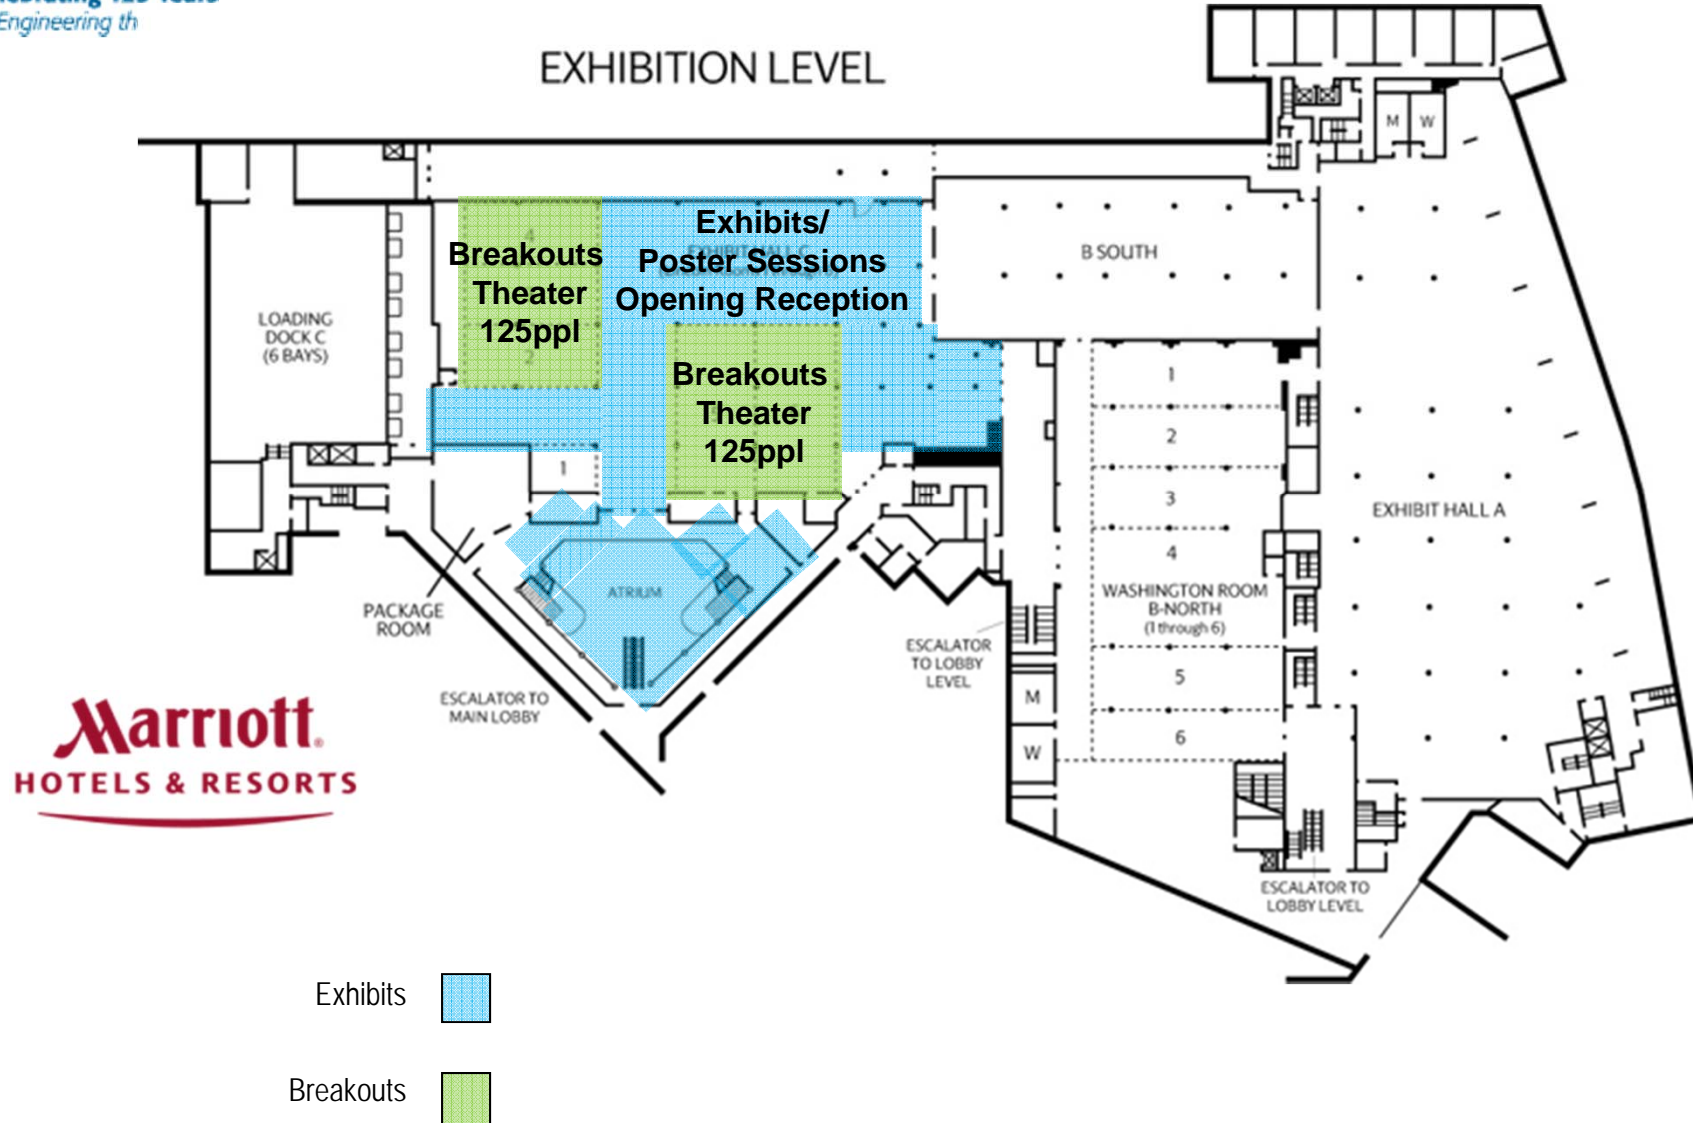 Engineering th
EXHIBITION LEVEL
M W
Exhibits/
Poster Sessions
Opening Reception
Breakouts
Theater
125ppl
4
2
Breakouts
Theater
125ppl
B SOUTH
LOADING
DOCK C
(6 BAYS)
1
1
2
3
4
WASHINGTON ROOM
B-NORTH
(1 through 6)
5
6
EXHIBIT HALL A
ATRIUM
PACKAGE
ROOM
ESCALATOR TO
MAIN LOBBY
ESCALATOR
TO LOBBY
LEVEL
M
W
ESCALATOR TO
LOBBY LEVEL
Marriott®
HOTELS & RESORTS
Exhibits
Breakouts